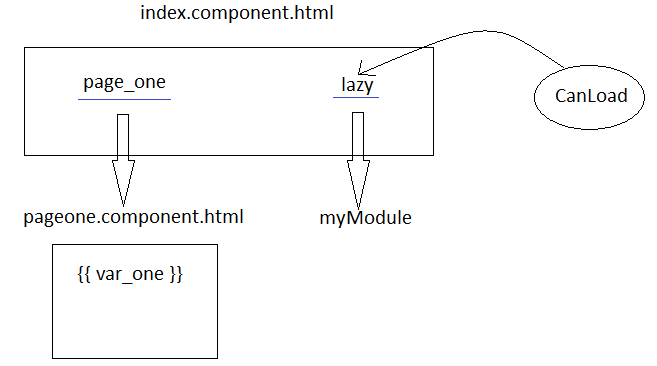 index.component.html
page_one
lazy
CanLoad
pageone.component.html
myModule
{{ var_one }}